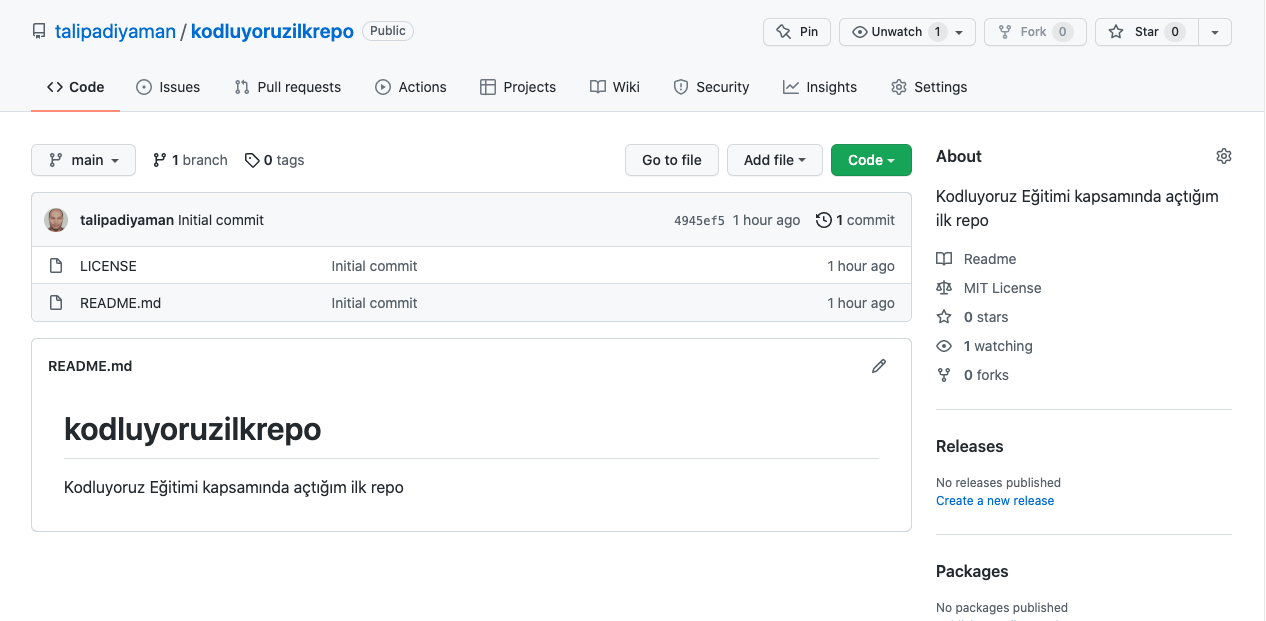 talipadiyaman / kodluyoruzilkrepo Public Pin Unwatch 1 Fork 0 Star 0
Code Issues Pull requests Actions Projects Wiki Security Insights Settings
main 1 branch 0 tags Go to file Add file Code
talipadiyaman Initial commit 4945ef5 1 hour ago 1 commit
LICENSE Initial commit 1 hour ago
README.md Initial commit 1 hour ago
README.md
kodluyoruzilkrepo
Kodluyoruz Eğitimi kapsamında açtığım ilk repo
About
Kodluyoruz Eğitimi kapsamında açtığım
ilk repo
Readme
MIT License
0 stars
1 watching
0 forks
Releases
No releases published
Create a new release
Packages
No packages published